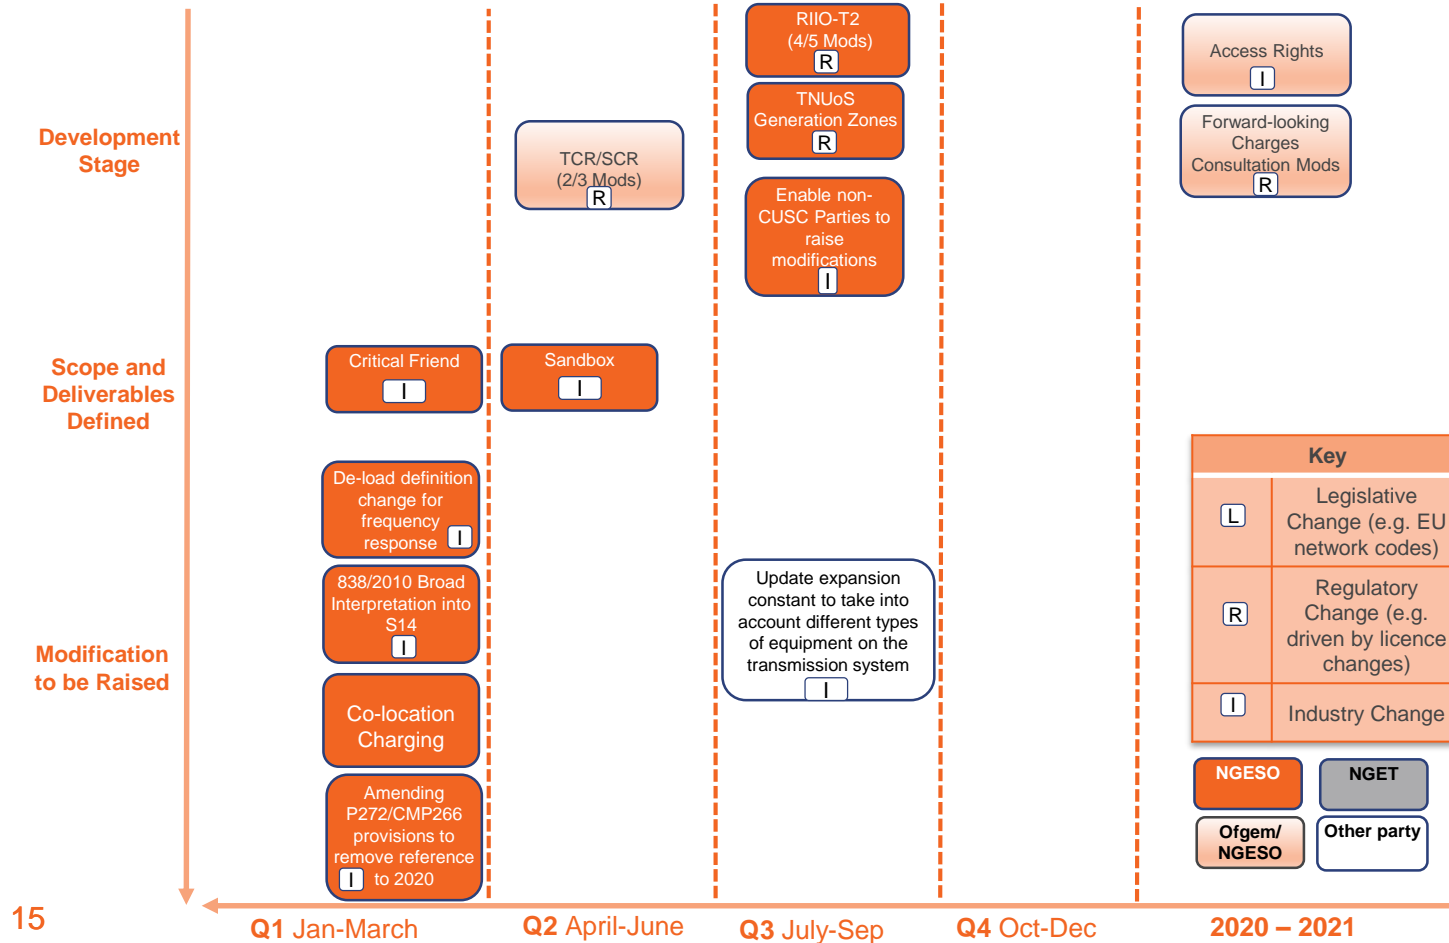 RIIO-T2
(4/5 Mods)
R
TNUoS
Generation Zones
R
Access Rights
I
Development
Stage
TCR/SCR
(2/3 Mods)
R
Forward-looking
Charges
Consultation Mods
R
Enable non-
CUSC Parties to
raise
modifications
I
Scope and
Deliverables
Defined
Critical Friend
I
Sandbox
I
De-load definition
change for
frequency
response I
838/2010 Broad
Interpretation into
S14
I
Modification
to be Raised
Co-location
Charging
Amending
P272/CMP266
provisions to
remove reference
I to 2020
Update expansion
constant to take into
account different types
of equipment on the
transmission system
I
Key
L
Legislative
Change (e.g. EU
network codes)
R
Regulatory
Change (e.g.
driven by licence
changes)
I
Industry Change
NGESO
NGET
Ofgem/
NGESO
Other party
15
Q1 Jan-March
Q2 April-June
Q3 July-Sep
Q4 Oct-Dec
2020 – 2021